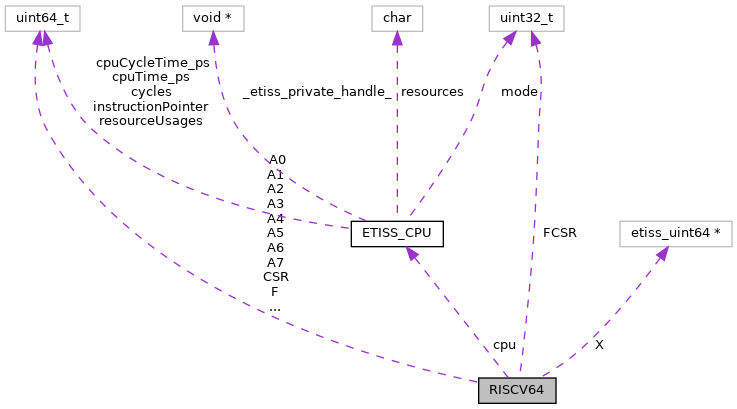 uint64_t
void *
char
uint32_t
cpuCycleTime_ps
cpuTime_ps
cycles
instructionPointer
resourceUsages
_etiss_private_handle_
resources
mode
A0
A1
A2
A3
A4
A5
A6
A7
CSR
F
...
ETISS_CPU
FCSR
etiss_uint64 *
cpu
X
RISCV64